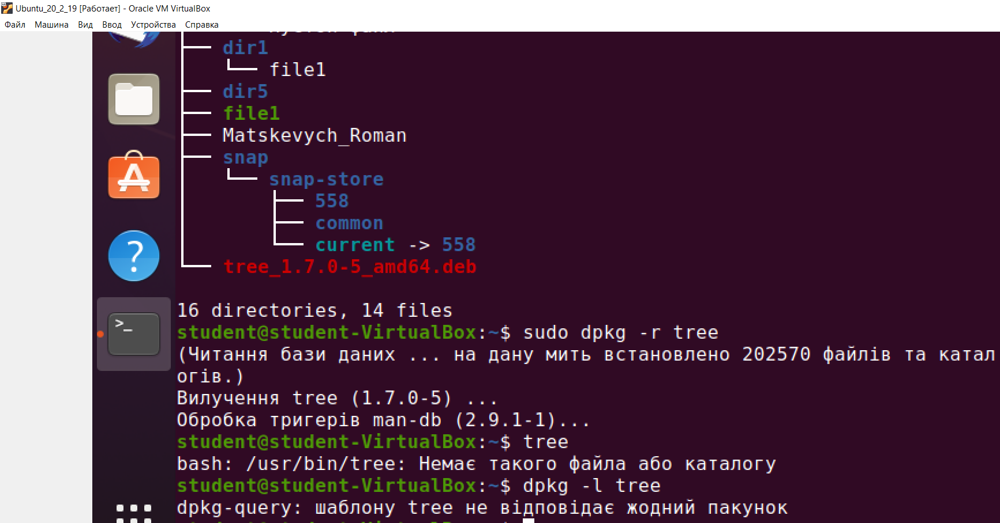 Ubuntu_20_2_19 [Работает] - Oracle VM VirtualBox
Файл Машина Вид Ввод Устройства Справка
dir1
file1
dir5
file1
Matskevych_Roman
snap
snap-store
558
common
current -> 558
tree_1.7.0-5_amd64.deb
16 directories, 14 files
student@student-VirtualBox:~$ sudo dpkg -r tree
(Читання бази даних ... на дану мить встановлено 202570 файлів та катал
огів.)
Вилучення tree (1.7.0-5) ...
Обробка тригерів man-db (2.9.1-1)...
student@student-VirtualBox:~$ tree
bash: /usr/bin/tree: Немає такого файла або каталогу
student@student-VirtualBox:~$ dpkg -l tree
dpkg-query: шаблону tree не відповідає жодний пакунок